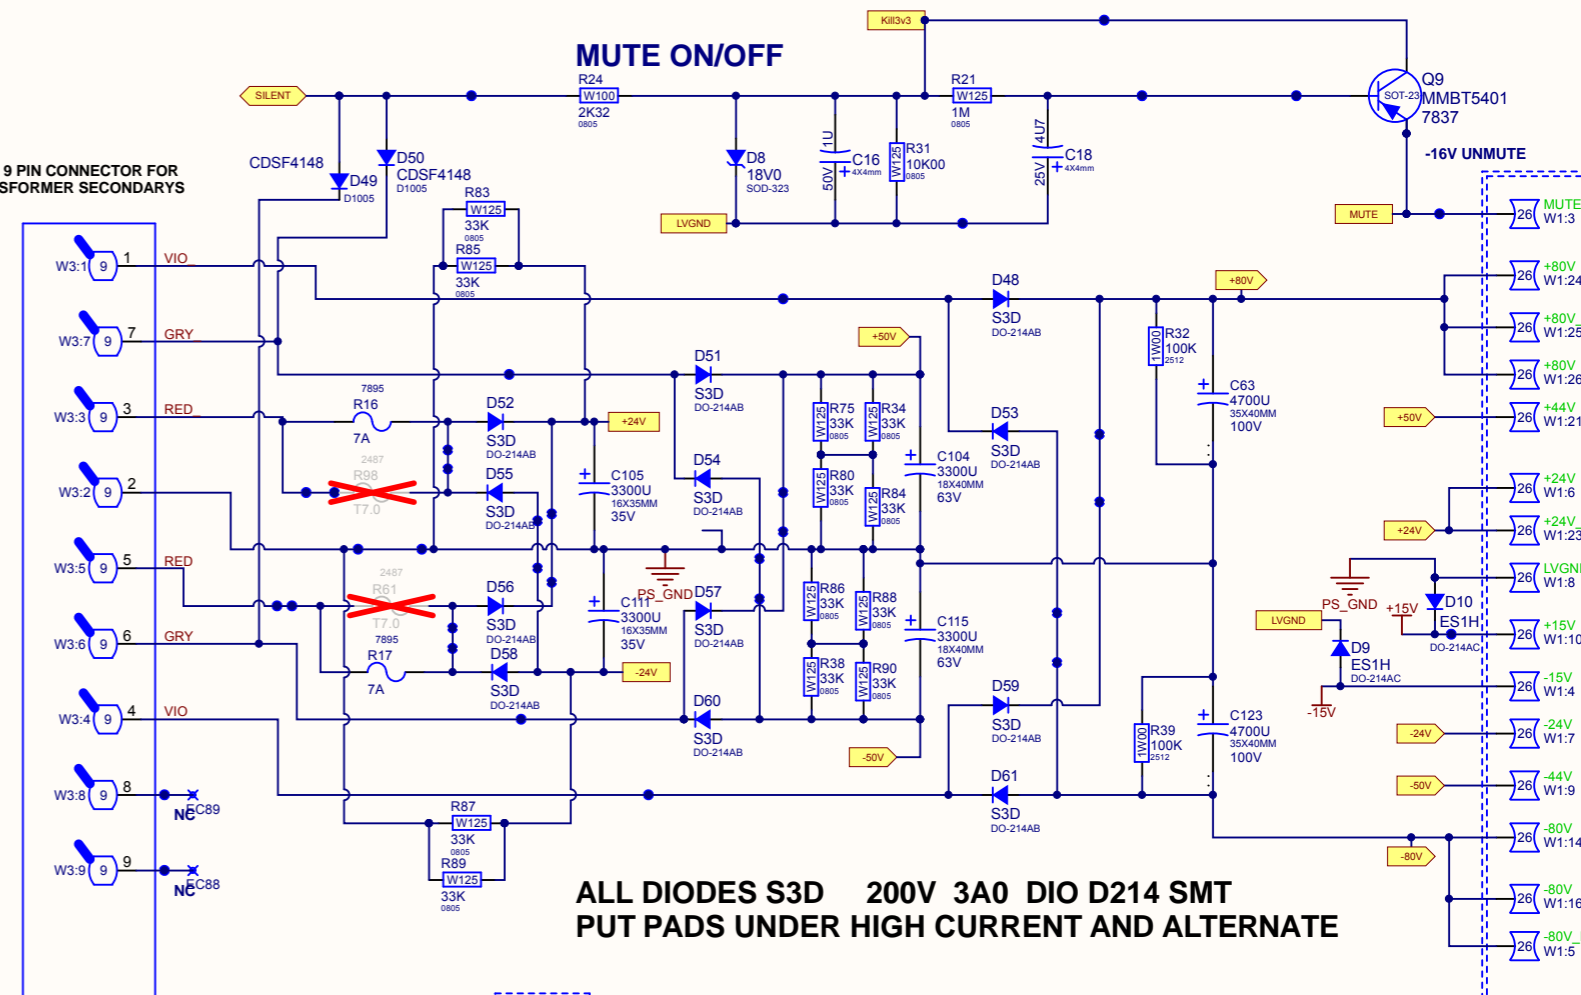 Kill3v3
MUTE ON/OFF
SILENT
R24
W100
2K32
0805
R21
W125
1M
0805
Q9
SOT-23
MMBT5401
7837
-16V UNMUTE
9 PIN CONNECTOR FOR
SFORMER SECONDARYS
CDSF4148
D49
D1005
D50
CDSF4148
D1005
D8
18V0
SOD-323
1U
50V
C16
4X4mm
W125
R31
10K00
0805
4U7
25V
C18
4X4mm
LVGND
MUTE
R83
W125
33K
0805
R85
W125
33K
0805
W3:1
9
1
VIO
W3:7
9
7
GRY
W3:3
9
3
RED
W3:2
9
2
W3:5
9
5
RED
W3:6
9
6
GRY
W3:4
9
4
VIO
W3:8
9
8
NC
EC89
W3:9
9
9
NC
EC88
7895
R16
7A
2487
R98
T7.0
2487
R61
T7.0
7895
R17
7A
D52
S3D
DO-214AB
D55
S3D
DO-214AB
D56
S3D
DO-214AB
D58
S3D
DO-214AB
+24V
C105
3300U
16X35MM
35V
C111
3300U
16X35MM
35V
-24V
PS_GND
D51
S3D
DO-214AB
D54
S3D
DO-214AB
D57
S3D
DO-214AB
D60
S3D
DO-214AB
+50V
W125
R75
33K
0805
W125
R34
33K
0805
W125
R80
33K
0805
W125
R84
33K
0805
W125
R86
33K
0805
W125
R88
33K
0805
W125
R38
33K
0805
W125
R90
33K
0805
C104
3300U
18X40MM
63V
C115
3300U
18X40MM
63V
-50V
D48
S3D
DO-214AB
D53
S3D
DO-214AB
D59
S3D
DO-214AB
D61
S3D
DO-214AB
+80V
1W00
R32
100K
2512
C63
4700U
35X40MM
100V
1W00
R39
100K
2512
C123
4700U
35X40MM
100V
-80V
R87
W125
33K
0805
R89
W125
33K
0805
+50V
+24V
PS_GND
LVGND
+15V
D10
ES1H
DO-214AC
D9
ES1H
DO-214AC
-15V
-24V
-50V
26
MUTE
W1:3
26
+80V
W1:24
26
+80V
W1:25
26
+80V
W1:26
26
+44V
W1:21
26
+24V
W1:6
26
+24V
W1:23
26
LVGN
W1:8
26
+15V
W1:10
26
-15V
W1:4
26
-24V
W1:7
26
-44V
W1:9
26
-80V
W1:14
26
-80V
W1:16
26
-80V
W1:5
ALL DIODES S3D 200V 3A0 DIO D214 SMT
PUT PADS UNDER HIGH CURRENT AND ALTERNATE